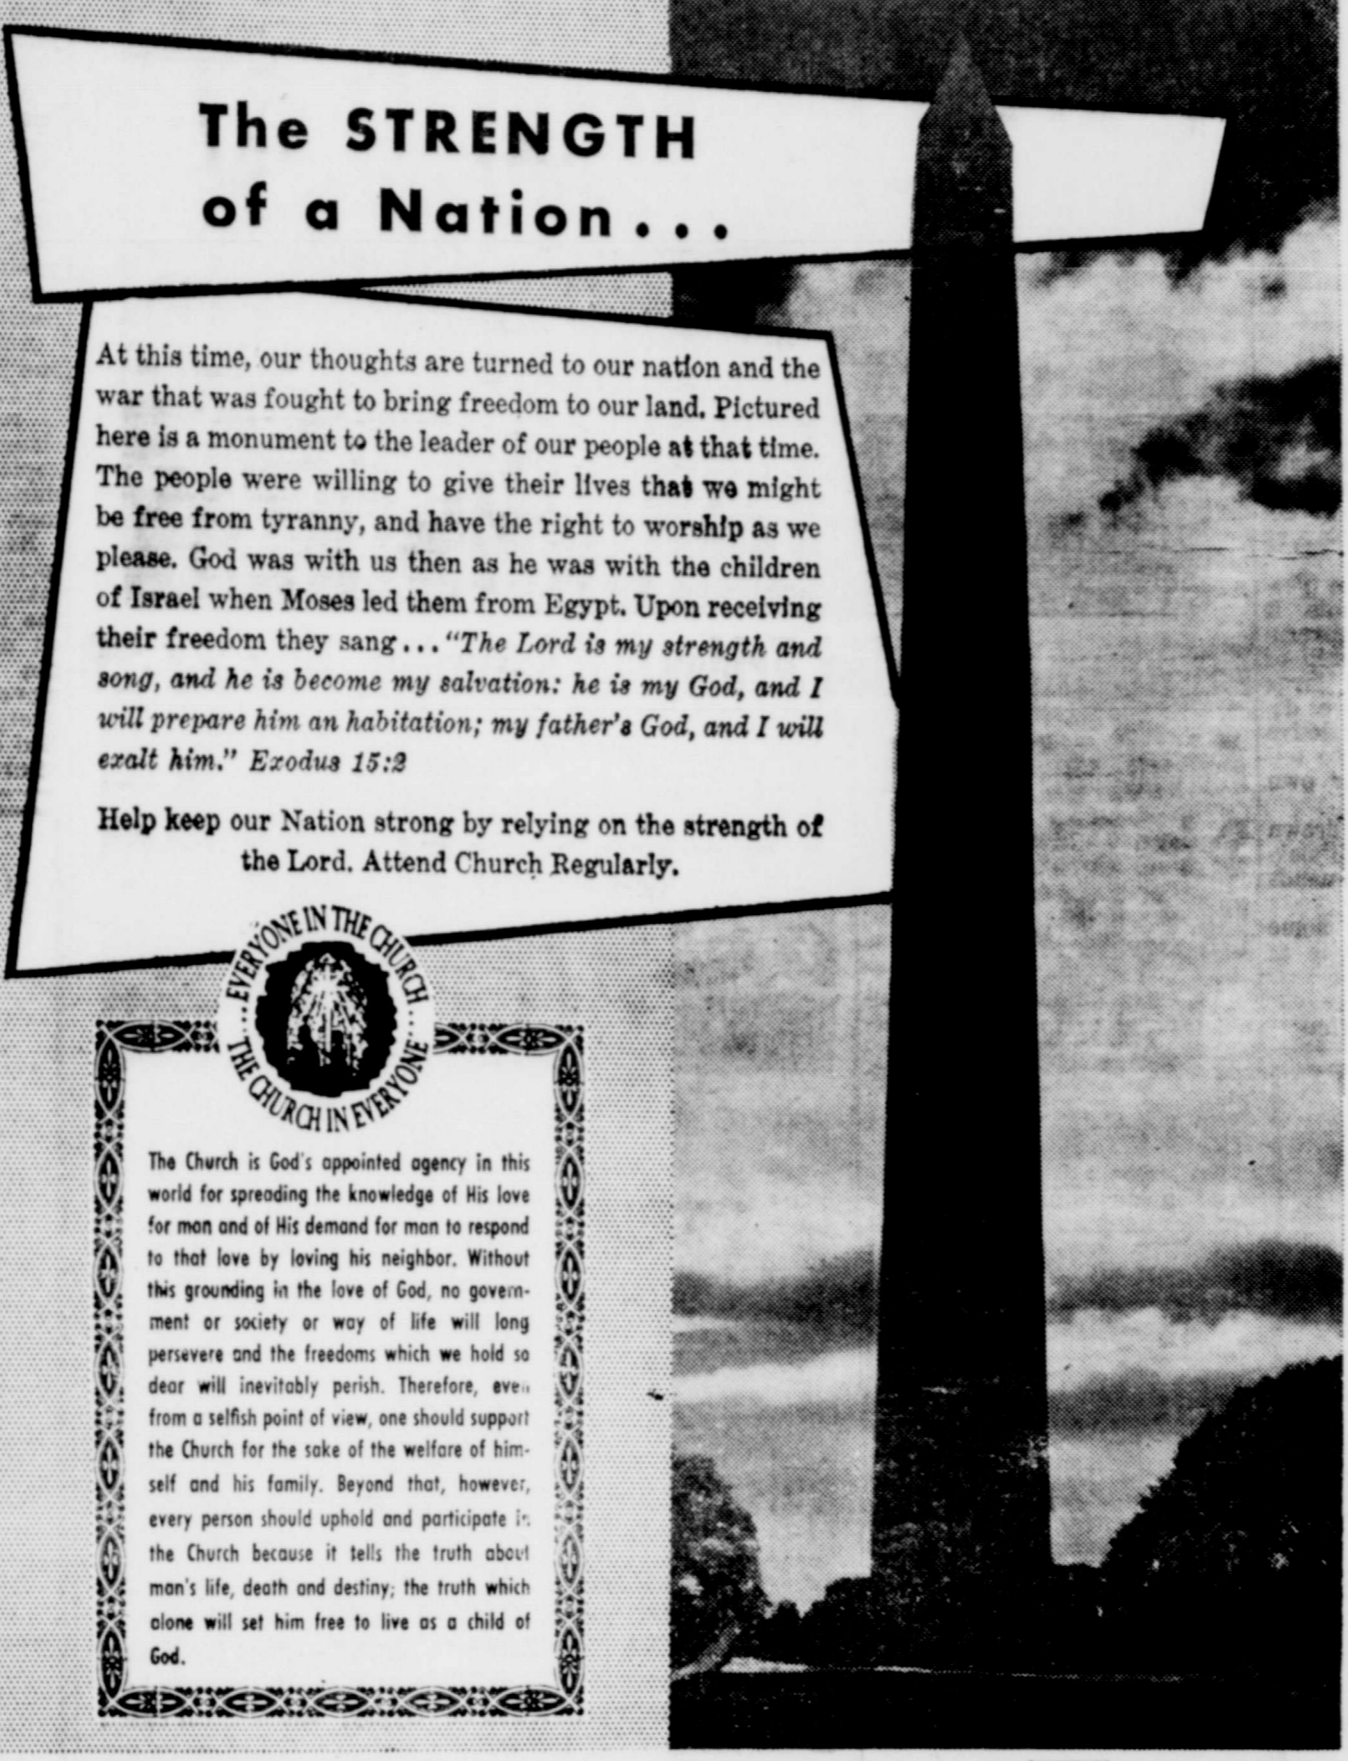 The STRENGTH
of a Nation...
At this time, our thoughts are turned to our nation and the
war that was fought to bring freedom to our land. Pictured
here is a monument to the leader of our people at that time.
The people were willing to give their lives that we might
be free from tyranny, and have the right to worship as we
please. God was with us then as he was with the children
of Israel when Moses led them from Egypt. Upon receiving
their freedom they sang..."The Lord is my strength and
song, and he is become my salvation: he is my God, and I
will prepare him an habitation; my father's God, and I will
exalt him." Exodus 15:2
Help keep our Nation strong by relying on the strength of
the Lord. Attend Church Regularly.
...EVERYONE IN THE CHURCH...
THE CHURCH IN EVERYONE
The Church is God's appointed agency in this
world for spreading the knowledge of His love
for man and of His demand for man to respond
to that love by loving his neighbor. Without
this grounding in the love of God, no govern-
ment or society or way of life will long
persevere and the freedoms which we hold so
dear will inevitably perish. Therefore, even
from a selfish point of view, one should support
the Church for the sake of the welfare of him-
self and his family. Beyond that, however,
every person should uphold and participate in
the Church because it tells the truth about
man's life, death and destiny; the truth which
alone will set him free to live as a child of
God.